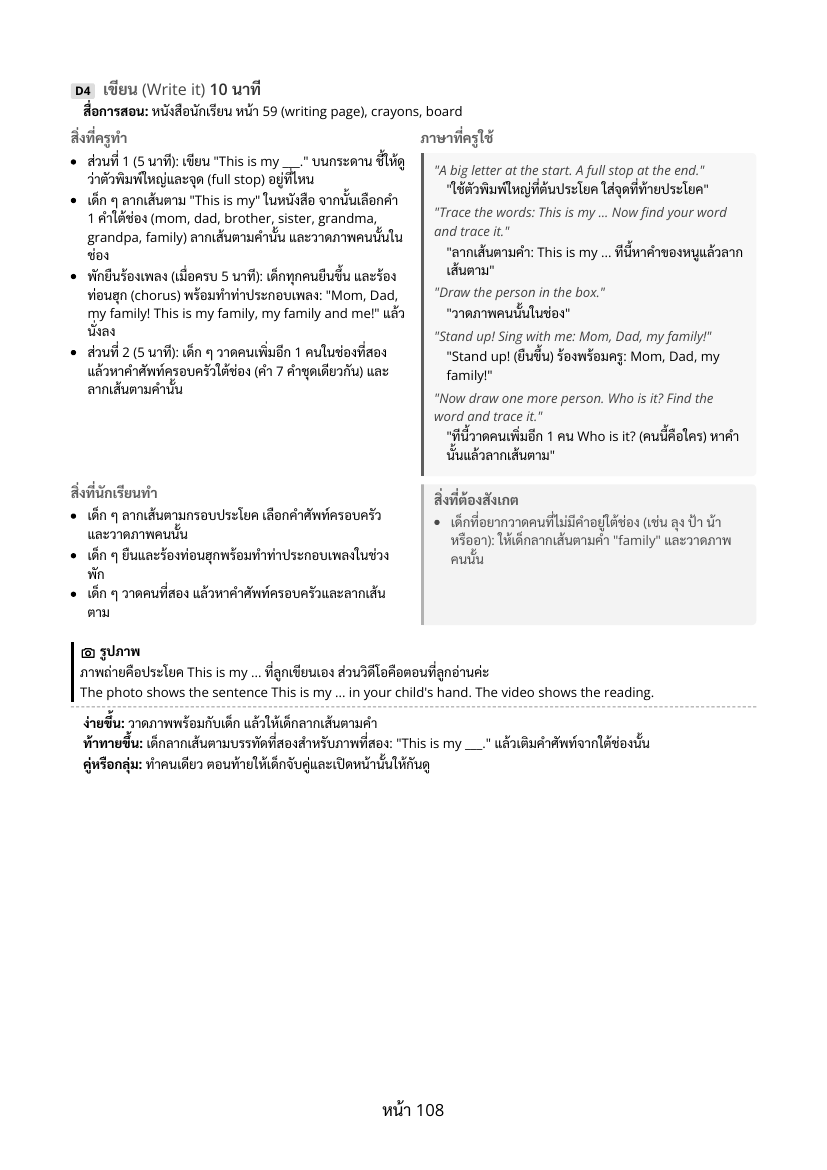 D4 เขียน (Write it) 10 นาที
สื่อการสอน: หนังสือนักเรียน หน้า 59 (writing page), crayons, board
สิ่งที่ครูทำ
ส่วนที่ 1 (5 นาที): เขียน "This is my ___." บนกระดาน ชี้ให้ดู
ว่าตัวพิมพ์ใหญ่และจุด (full stop) อยู่ที่ไหน
เด็ก ๆ ลากเส้นตาม "This is my" ในหนังสือ จากนั้นเลือกคำ
1 คำใต้ช่อง (mom, dad, brother, sister, grandma,
grandpa, family) ลากเส้นตามคำนั้น และวาดภาพคนนั้นใน
ช่อง
พักยืนร้องเพลง (เมื่อครบ 5 นาที): เด็กทุกคนยืนขึ้น และร้อง
ท่อนฮุก (chorus) พร้อมทำท่าประกอบเพลง: "Mom, Dad,
my family! This is my family, my family and me!" แล้ว
นั่งลง
ส่วนที่ 2 (5 นาที): เด็ก ๆ วาดคนเพิ่มอีก 1 คนในช่องที่สอง
แล้วหาคำศัพท์ครอบครัวใต้ช่อง (คำ 7 คำชุดเดียวกัน) และ
ลากเส้นตามคำนั้น
ภาษาที่ครูใช้
"A big letter at the start. A full stop at the end."
"ใช้ตัวพิมพ์ใหญ่ที่ต้นประโยค ใส่จุดที่ท้ายประโยค"
"Trace the words: This is my ... Now find your word
and trace it."
"ลากเส้นตามคำ: This is my ... ทีนี้หาคำของหนูแล้วลาก
เส้นตาม"
"Draw the person in the box."
"วาดภาพคนนั้นในช่อง"
"Stand up! Sing with me: Mom, Dad, my family!"
"Stand up! (ยืนขึ้น) ร้องพร้อมครู: Mom, Dad, my
family!"
"Now draw one more person. Who is it? Find the
word and trace it."
"ทีนี้วาดคนเพิ่มอีก 1 คน Who is it? (คนนี้คือใคร) หาคำ
นั้นแล้วลากเส้นตาม"
สิ่งที่นักเรียนทำ
เด็ก ๆ ลากเส้นตามกรอบประโยค เลือกคำศัพท์ครอบครัว
และวาดภาพคนนั้น
เด็ก ๆ ยืนและร้องท่อนฮุกพร้อมทำท่าประกอบเพลงในช่วง
พัก
เด็ก ๆ วาดคนที่สอง แล้วหาคำศัพท์ครอบครัวและลากเส้น
ตาม
สิ่งที่ต้องสังเกต
เด็กที่อยากวาดคนที่ไม่มีคำอยู่ใต้ช่อง (เช่น ลุง ป้า น้า
หรืออา): ให้เด็กลากเส้นตามคำ "family" และวาดภาพ
คนนั้น
รูปภาพ
ภาพถ่ายคือประโยค This is my ... ที่ลูกเขียนเอง ส่วนวิดีโอคือตอนที่ลูกอ่านค่ะ
The photo shows the sentence This is my ... in your child's hand. The video shows the reading.
ง่ายขึ้น: วาดภาพพร้อมกับเด็ก แล้วให้เด็กลากเส้นตามคำ
ท้าทายขึ้น: เด็กลากเส้นตามบรรทัดที่สองสำหรับภาพที่สอง: "This is my ___." แล้วเติมคำศัพท์จากใต้ช่องนั้น
คู่หรือกลุ่ม: ทำคนเดียว ตอนท้ายให้เด็กจับคู่และเปิดหน้านั้นให้กันดู
หน้า 108